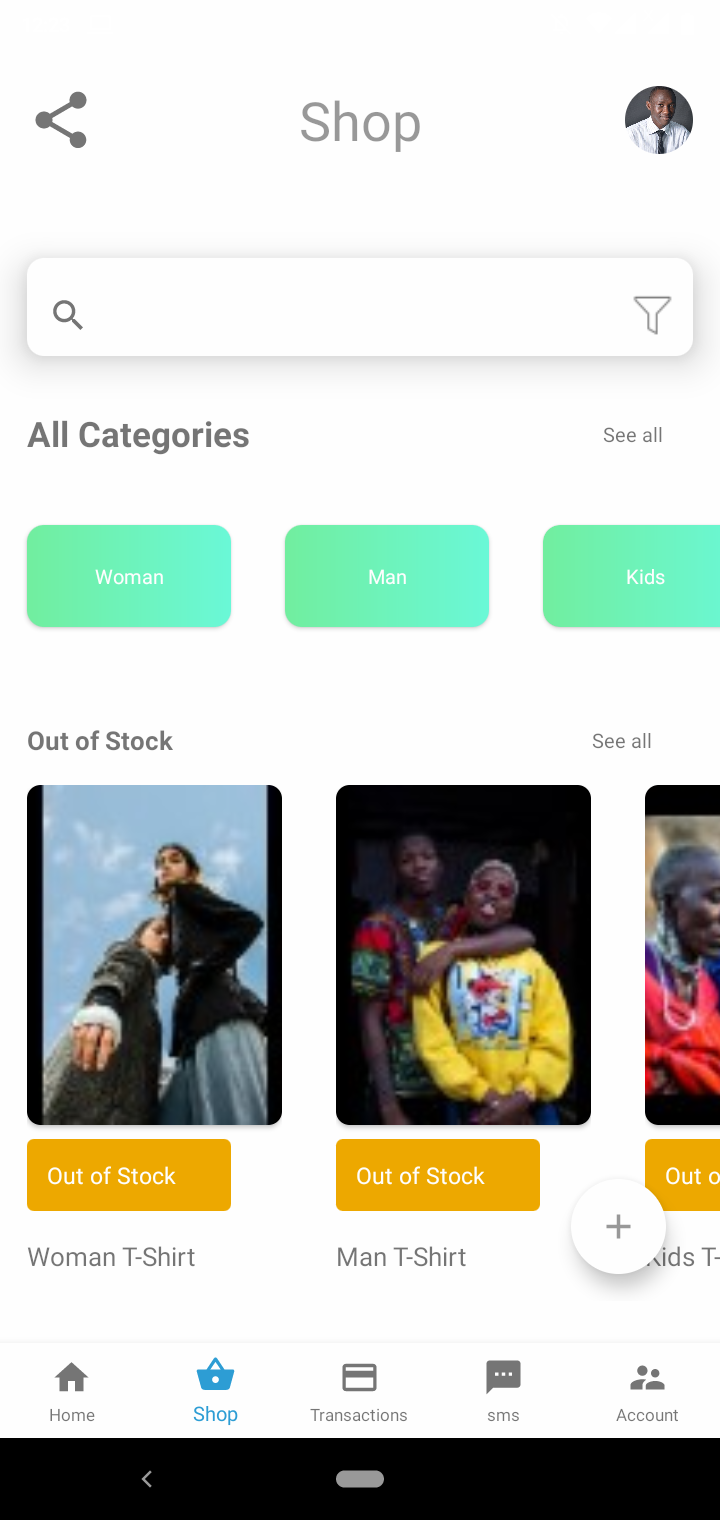 Shop
All Categories
See all
Woman
Man
Kids
Out of Stock
See all
Out of Stock
Out of Stock
Out o
Woman T-Shirt
Man T-Shirt
Kids T-
Home
Shop
Transactions
sms
Account